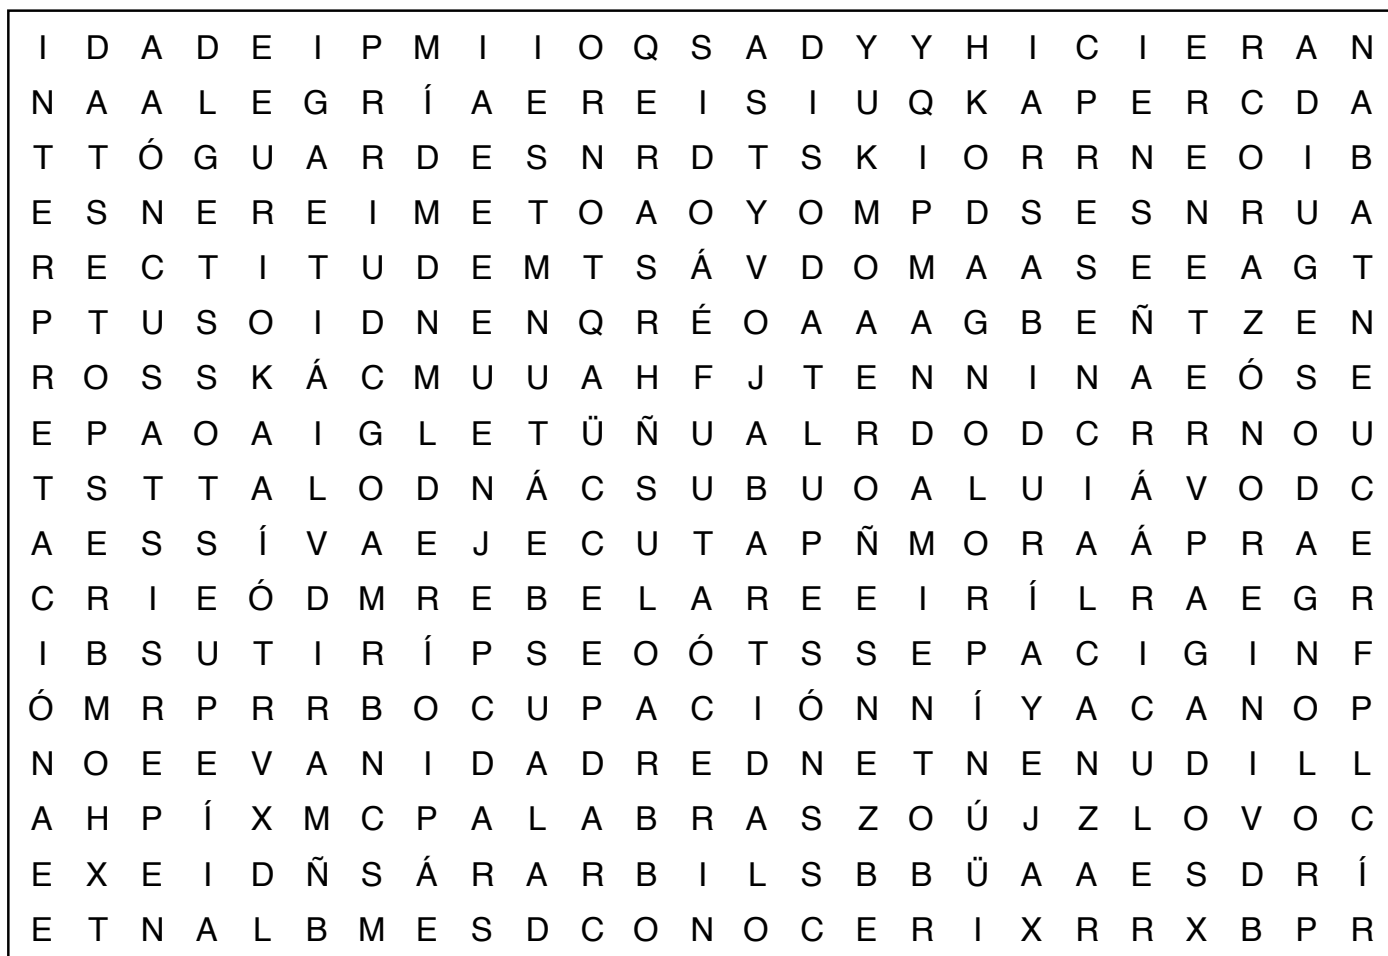 I D A D E I P M I I O Q S A D Y Y H I C I E R A N
N A A L E G R Í A E R E I S I U Q K A P E R C D A
T T Ó G U A R D E S N R D T S K I O R R N E O I B
E S N E R E I M E T O A O Y O M P D S E S N R U A
R E C T I T U D E M T S Á V D O M A A S E E A G T
P T U S O I D N E N Q R É O A A A G B E Ñ T Z E N
R O S S K Á C M U U A H F J T E N N I N A E Ó S E
E P A O A I G L E T Ü Ñ U A L R D O D C R R N O U
T S T T A L O D N Á C S U B U O A L U I Á V O D C
A E S S Í V A E J E C U T A P Ñ M O R A Á P R A E
C R I E Ó D M R E B E L A R E E I R Í L R A E G R
I B S U T I R Í P S E O Ó T S S E P A C I G I N F
Ó M R P R R B O C U P A C I Ó N N Í Y A C A N O P
N O E E V A N I D A D R E D N E T N E N U D I L L
A H P Í X M C P A L A B R A S Z O Ú J Z L O V O C
E X E I D Ñ S Á R A R B I L S B B Ü A A E S D R Í
E T N A L B M E S D C O N O C E R I X R R X B P R